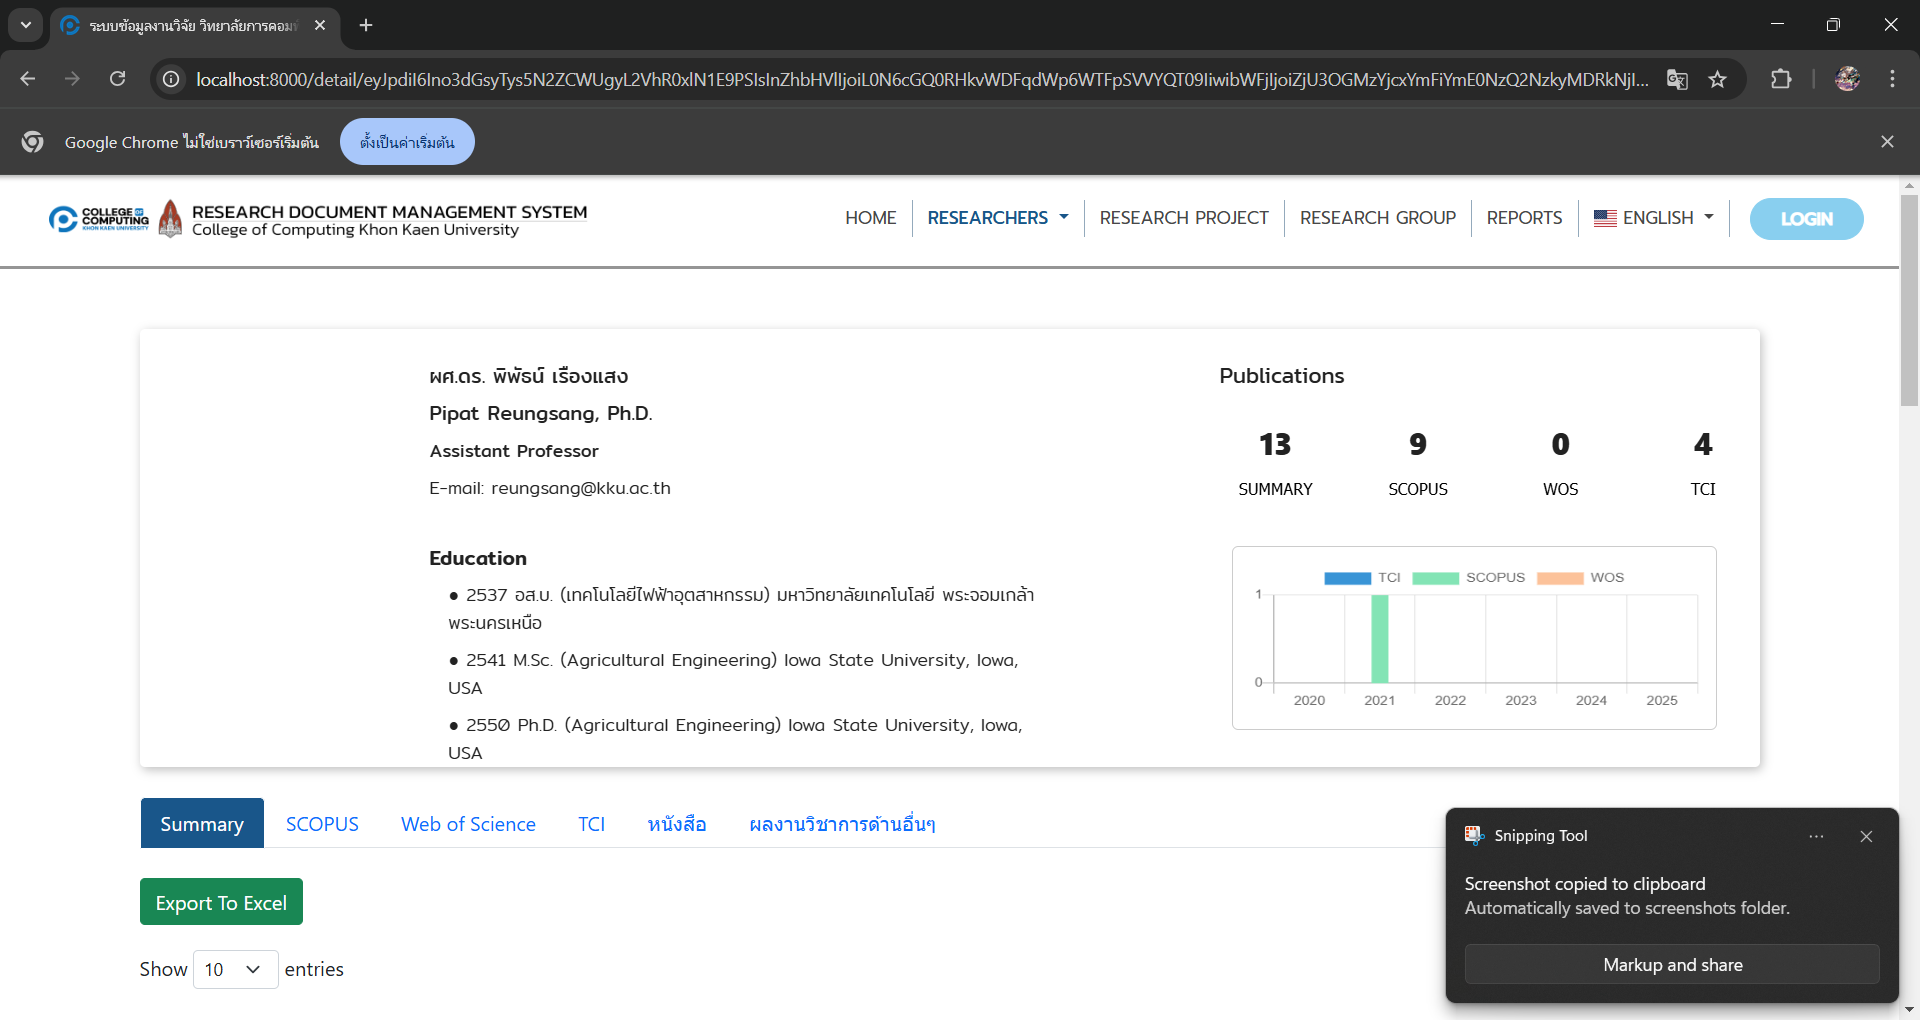 ระบบข้อมูลงานวิจัย วิทยาลัยการคอมพ
localhost:8000/detail/
Google Chrome ไม่ใช่เบราว์เซอร์เริ่มต้น
ตั้งเป็นค่าเริ่มต้น
COLLEGE OF COMPUTING
KHON KAEN UNIVERSITY
RESEARCH DOCUMENT MANAGEMENT SYSTEM
College of Computing Khon Kaen University
HOME
RESEARCHERS
RESEARCH PROJECT
RESEARCH GROUP
REPORTS
ENGLISH
LOGIN
ผศ.ดร. พิพัธน์ เรืองแสง
Pipat Reungsang, Ph.D.
Assistant Professor
E-mail: reungsang@kku.ac.th
Education
● 2537 อส.บ. (เทคโนโลยีไฟฟ้าอุตสาหกรรม) มหาวิทยาลัยเทคโนโลยี พระจอมเกล้า
พระนครเหนือ
● 2541 M.Sc. (Agricultural Engineering) Iowa State University, Iowa,
USA
● 2550 Ph.D. (Agricultural Engineering) Iowa State University, Iowa,
USA
Publications
13 9 0 4
SUMMARY SCOPUS WOS TCI
TCI SCOPUS WOS
1
0
2020 2021 2022 2023 2024 2025
Summary SCOPUS Web of Science TCI หนังสือ ผลงานวิชาการด้านอื่นๆ
Export To Excel
Show 10 entries
Snipping Tool
Screenshot copied to clipboard
Automatically saved to screenshots folder.
Markup and share